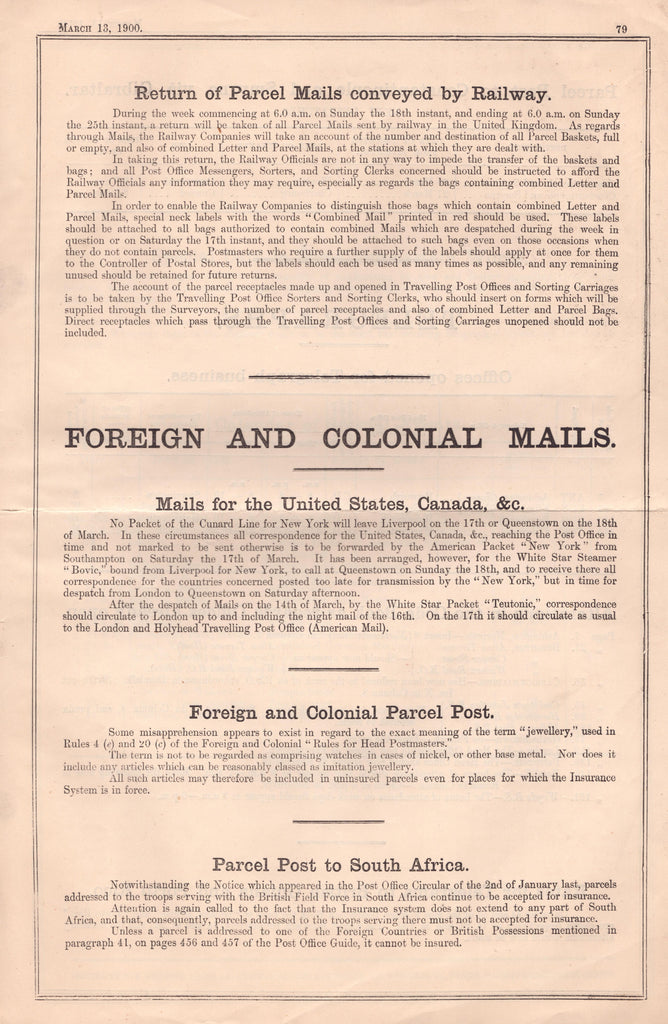 MARCH 13, 1900.
79
Return of Parcel Mails conveyed by Railway.
During the week commencing at 6.0 a.m. on Sunday the 18th instant, and ending at 6.0 a.m. on Sunday
the 25th instant, a return will be taken of all Parcel Mails sent by railway in the United Kingdom. As regards
through Mails, the Railway Companies will take an account of the number and destination of all Parcel Baskets, full
or empty, and also of combined Letter and Parcel Mails, at the stations at which they are dealt with.
In taking this return, the Railway Officials are not in any way to impede the transfer of the baskets and
bags; and all Post Office Messengers, Sorters, and Sorting Clerks concerned should be instructed to afford the
Railway Officials any information they may require, especially as regards the bags containing combined Letter and
Parcel Mails.
In order to enable the Railway Companies to distinguish those bags which contain combined Letter and
Parcel Mails, special neck labels with the words "Combined Mail" printed in red should be used. These labels
should be attached to all bags authorized to contain combined Mails which are despatched during the week in
question or on Saturday the 17th instant, and they should be attached to such bags even on those occasions when
they do not contain parcels. Postmasters who require a further supply of the labels should apply at once for them
to the Controller of Postal Stores, but the labels should each be used as many times as possible, and any remaining
unused should be retained for future returns.
The account of the parcel receptacles made up and opened in Travelling Post Offices and Sorting Carriages
is to be taken by the Travelling Post Office Sorters and Sorting Clerks, who should insert on forms which will be
supplied through the Surveyors, the number of parcel receptacles and also of combined Letter and Parcel Bags.
Direct receptacles which pass through the Travelling Post Offices and Sorting Carriages unopened should not be
included.
FOREIGN AND COLONIAL MAILS.
Mails for the United States, Canada, &c.
No Packet of the Cunard Line for New York will leave Liverpool on the 17th or Queenstown on the 18th
of March. In these circumstances all correspondence for the United States, Canada, &c., reaching the Post Office in
time and not marked to be sent otherwise is to be forwarded by the American Packet "New York" from
Southampton on Saturday the 17th of March. It has been arranged, however, for the White Star Steamer
"Bovic," bound from Liverpool for New York, to call at Queenstown on Sunday the 18th, and to receive there all
correspondence for the countries concerned posted too late for transmission by the "New York," but in time for
despatch from London to Queenstown on Saturday afternoon.
After the despatch of Mails on the 14th of March, by the White Star Packet "Teutonic," correspondence
should circulate to London up to and including the night mail of the 16th. On the 17th it should circulate as usual
to the London and Holyhead Travelling Post Office (American Mail).
Foreign and Colonial Parcel Post.
Some misapprehension appears to exist in regard to the exact meaning of the term "jewellery," used in
Rules 4 (e) and 20 (c) of the Foreign and Colonial "Rules for Head Postmasters."
The term is not to be regarded as comprising watches in cases of nickel, or other base metal. Nor does it
include any articles which can be reasonably classed as imitation jewellery.
All such articles may therefore be included in uninsured parcels even for places for which the Insurance
System is in force.
Parcel Post to South Africa.
Notwithstanding the Notice which appeared in the Post Office Circular of the 2nd of January last, parcels
addressed to the troops serving with the British Field Force in South Africa continue to be accepted for insurance.
Attention is again called to the fact that the Insurance system does not extend to any part of South
Africa, and that, consequently, parcels addressed to the troops serving there must not be accepted for insurance.
Unless a parcel is addressed to one of the Foreign Countries or British Possessions mentioned in
paragraph 41, on pages 456 and 457 of the Post Office Guide, it cannot be insured.